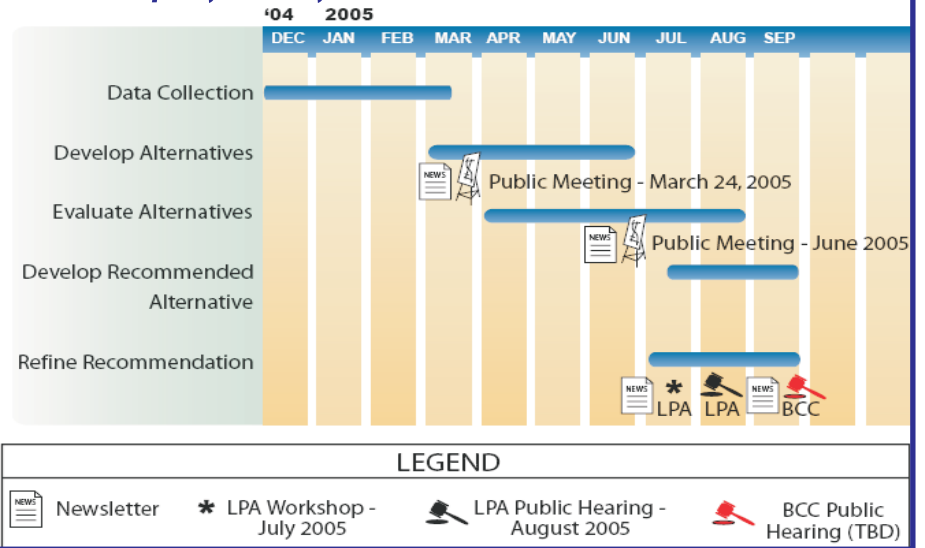 '04 2005
DEC JAN FEB MAR APR MAY JUN JUL AUG SEP
Data Collection
Develop Alternatives
NEWS
Public Meeting - March 24, 2005
Evaluate Alternatives
NEWS
Public Meeting - June 2005
Develop Recommended
Alternative
Refine Recommendation
NEWS NEWS
LPA LPA BCC
LEGEND
NEWS
Newsletter
* LPA Workshop -
July 2005
LPA Public Hearing -
August 2005
BCC Public
Hearing (TBD)